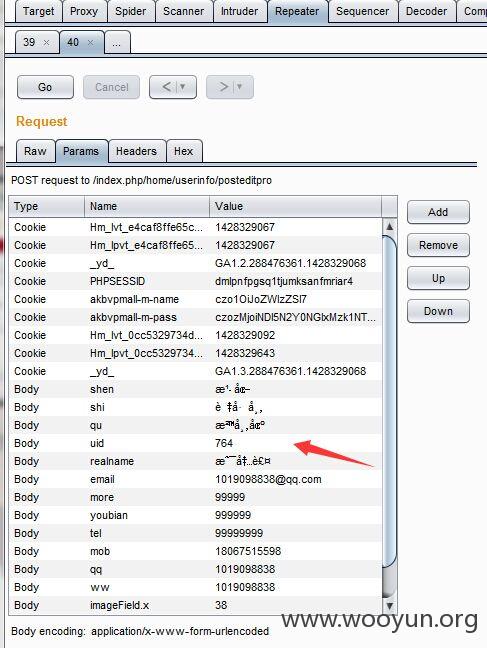 Target Proxy Spider Scanner Intruder Repeater Sequencer Decoder
39 × 40 × ...
Go Cancel < ▼ > ▼
Request
Raw Params Headers Hex
POST request to /index.php/home/userinfo/posteditpro
Type Name Value
Cookie Hm_lvt_e4caf8ffe65c... 1428329067
Cookie Hm_lpvt_e4caf8ffe65... 1428329067
Cookie _yd_ GA1.2.288476361.1428329068
Cookie PHPSESSID dmlpnfpgsq1tjumksanfmriar4
Cookie akbvpmall-m-name czo1OiJoZWlzZSI7
Cookie akbvpmall-m-pass czozMjoiNDI5N2Y0NGIxMzk1NT...
Cookie Hm_lvt_0cc5329734d... 1428329092
Cookie Hm_lpvt_0cc5329734... 1428329643
Cookie _yd_ GA1.3.288476361.1428329068
Body shen
Body shi
Body qu
Body uid 764
Body realname
Body email 1019098838@qq.com
Body more 99999
Body youbian 999999
Body tel 99999999
Body mob 18067515598
Body qq 1019098838
Body ww 1019098838
Body imageField.x 38
Add
Remove
Up
Down
Body encoding: application/x-www-form-urlencoded
www.wooyun.org